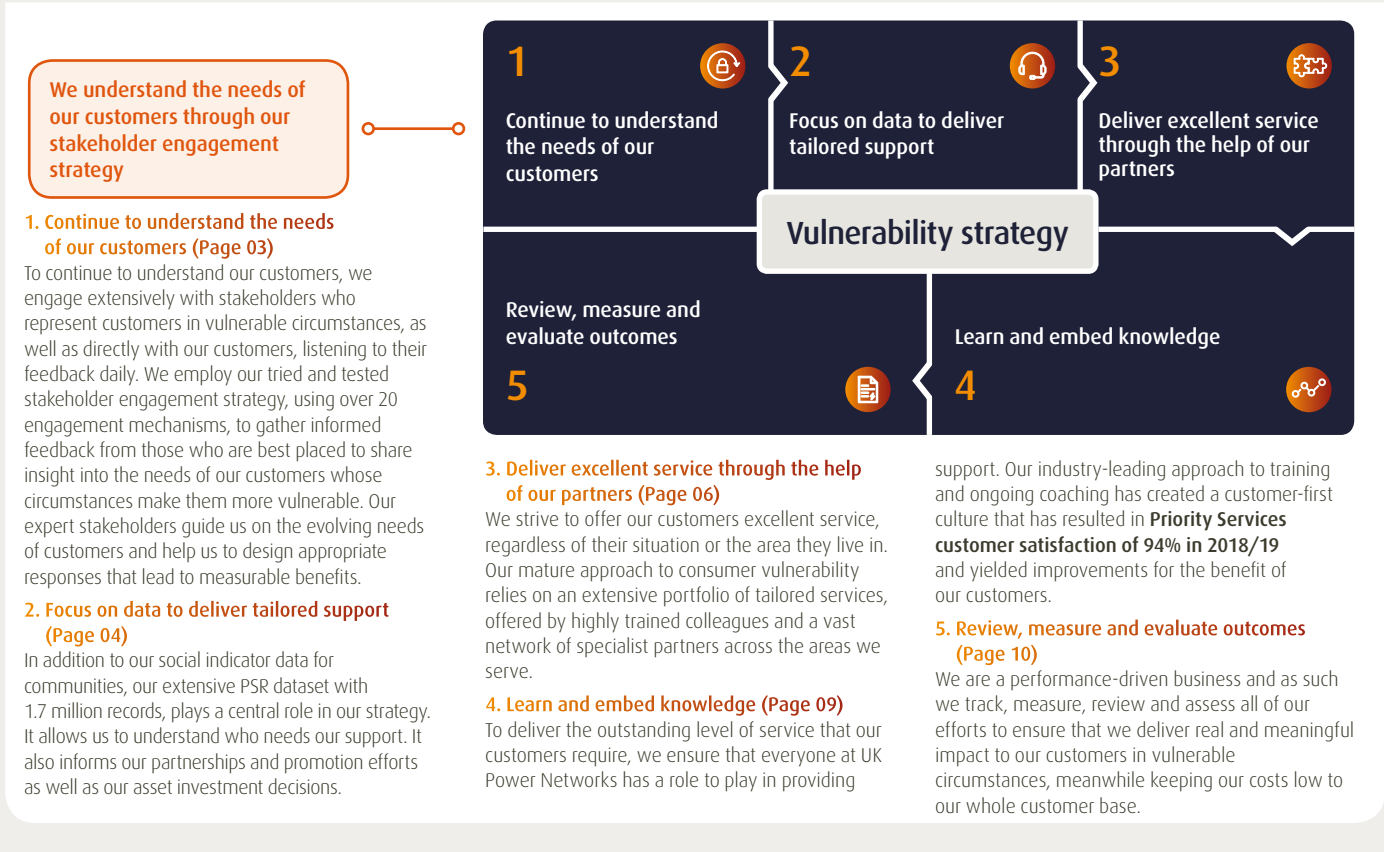 We understand the needs of
our customers through our
stakeholder engagement
strategy
1
Continue to understand
the needs of our
customers
2
Focus on data to deliver
tailored support
3
Deliver excellent service
through the help of our
partners
Vulnerability strategy
Review, measure and
evaluate outcomes
5
Learn and embed knowledge
4
1. Continue to understand the needs
of our customers (Page 03)
To continue to understand our customers, we
engage extensively with stakeholders who
represent customers in vulnerable circumstances, as
well as directly with our customers, listening to their
feedback daily. We employ our tried and tested
stakeholder engagement strategy, using over 20
engagement mechanisms, to gather informed
feedback from those who are best placed to share
insight into the needs of our customers whose
circumstances make them more vulnerable. Our
expert stakeholders guide us on the evolving needs
of customers and help us to design appropriate
responses that lead to measurable benefits.
2. Focus on data to deliver tailored support
(Page 04)
In addition to our social indicator data for
communities, our extensive PSR dataset with
1.7 million records, plays a central role in our strategy.
It allows us to understand who needs our support. It
also informs our partnerships and promotion efforts
as well as our asset investment decisions.
3. Deliver excellent service through the help
of our partners (Page 06)
We strive to offer our customers excellent service,
regardless of their situation or the area they live in.
Our mature approach to consumer vulnerability
relies on an extensive portfolio of tailored services,
offered by highly trained colleagues and a vast
network of specialist partners across the areas we
serve.
4. Learn and embed knowledge (Page 09)
To deliver the outstanding level of service that our
customers require, we ensure that everyone at UK
Power Networks has a role to play in providing
support. Our industry-leading approach to training
and ongoing coaching has created a customer-first
culture that has resulted in Priority Services
customer satisfaction of 94% in 2018/19
and yielded improvements for the benefit of
our customers.
5. Review, measure and evaluate outcomes
(Page 10)
We are a performance-driven business and as such
we track, measure, review and assess all of our
efforts to ensure that we deliver real and meaningful
impact to our customers in vulnerable
circumstances, meanwhile keeping our costs low to
our whole customer base.